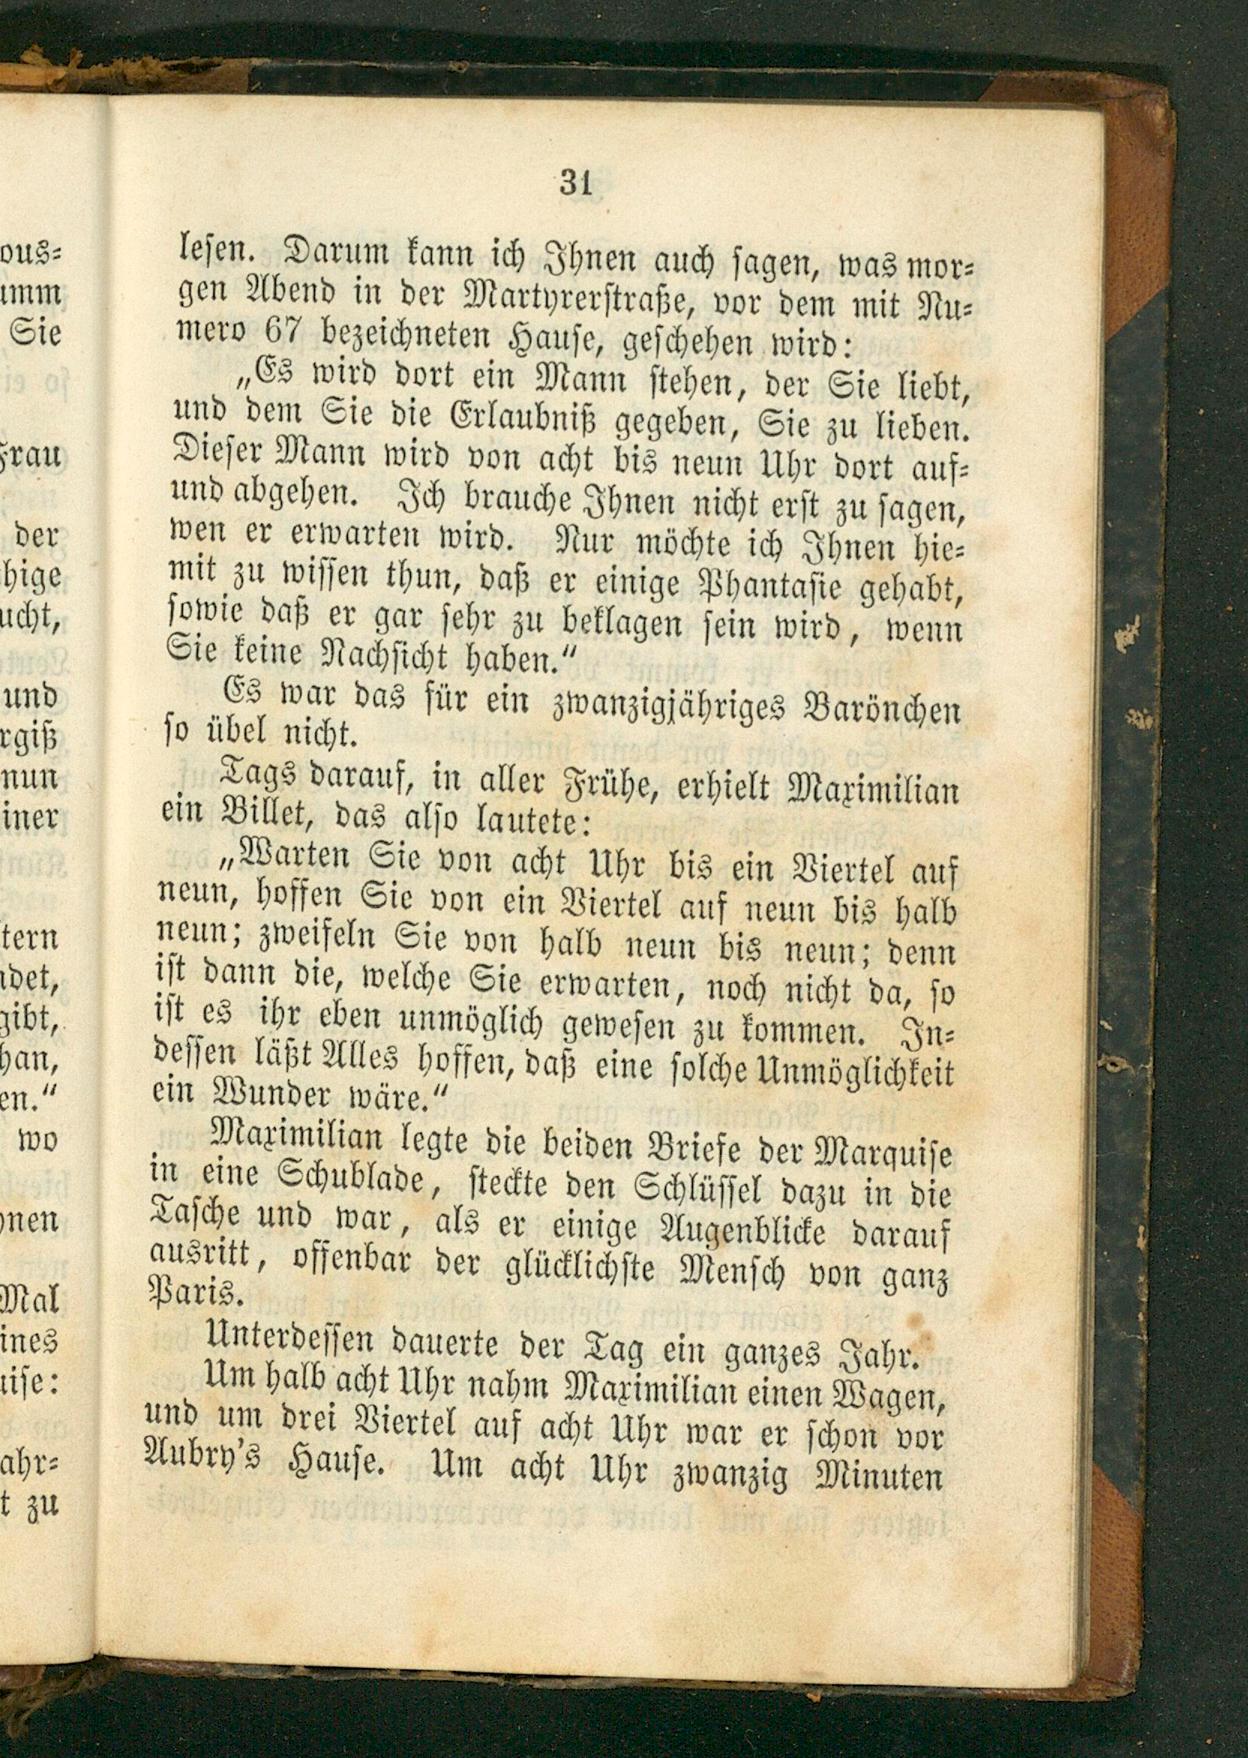 31
lesen. Darum kann ich Ihnen auch sagen, was mor-
gen Abend in der Martyrerstraße, vor dem mit Nu-
mero 67 bezeichneten Hause, geschehen wird:
„Es wird dort ein Mann stehen, der Sie liebt,
und dem Sie die Erlaubniß gegeben, Sie zu lieben.
Dieser Mann wird von acht bis neun Uhr dort auf-
und abgehen. Ich brauche Ihnen nicht erst zu sagen,
wen er erwarten wird. Nur möchte ich Ihnen hie-
mit zu wissen thun, daß er einige Phantasie gehabt,
sowie daß er gar sehr zu beklagen sein wird, wenn
Sie keine Nachsicht haben.“
Es war das für ein zwanzigjähriges Barönchen
so übel nicht.
Tags darauf, in aller Frühe, erhielt Maximilian
ein Billet, das also lautete:
„Warten Sie von acht Uhr bis ein Viertel auf
neun, hoffen Sie von ein Viertel auf neun bis halb
neun; zweifeln Sie von halb neun bis neun; denn
ist dann die, welche Sie erwarten, noch nicht da, so
ist es ihr eben unmöglich gewesen zu kommen. In-
dessen läßt Alles hoffen, daß eine solche Unmöglichkeit
ein Wunder wäre.“
Maximilian legte die beiden Briefe der Marquise
in eine Schublade, steckte den Schlüssel dazu in die
Tasche und war, als er einige Augenblicke darauf
ausritt, offenbar der glücklichste Mensch von ganz
Paris.
Unterdessen dauerte der Tag ein ganzes Jahr.
Um halb acht Uhr nahm Maximilian einen Wagen,
und um drei Viertel auf acht Uhr war er schon vor
Aubry's Hause. Um acht Uhr zwanzig Minuten